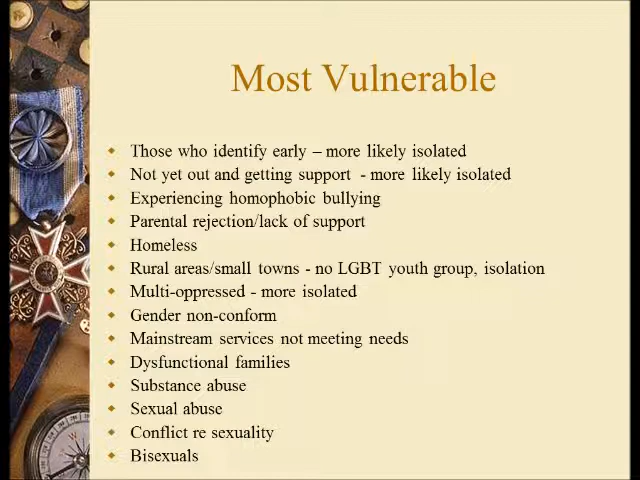 Most Vulnerable
Those who identify early – more likely isolated
Not yet out and getting support - more likely isolated
Experiencing homophobic bullying
Parental rejection/lack of support
Homeless
Rural areas/small towns - no LGBT youth group, isolation
Multi-oppressed - more isolated
Gender non-conform
Mainstream services not meeting needs
Dysfunctional families
Substance abuse
Sexual abuse
Conflict re sexuality
Bisexuals